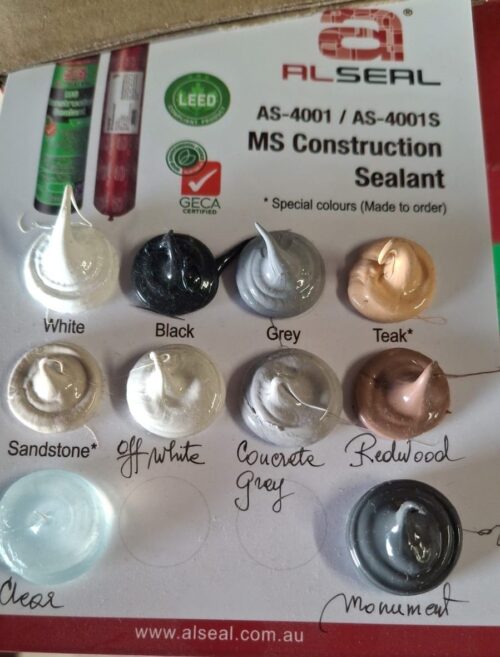 ALSEAL
LEED
AS-4001 / AS-4001S
MS Construction
Sealant
GECA
CERTIFIED
* Special colours (Made to order)
White
Black
Grey
Teak*
Sandstone*
Off white
Concrete
Grey
Redwood
Clear
Monument
www.alseal.com.au